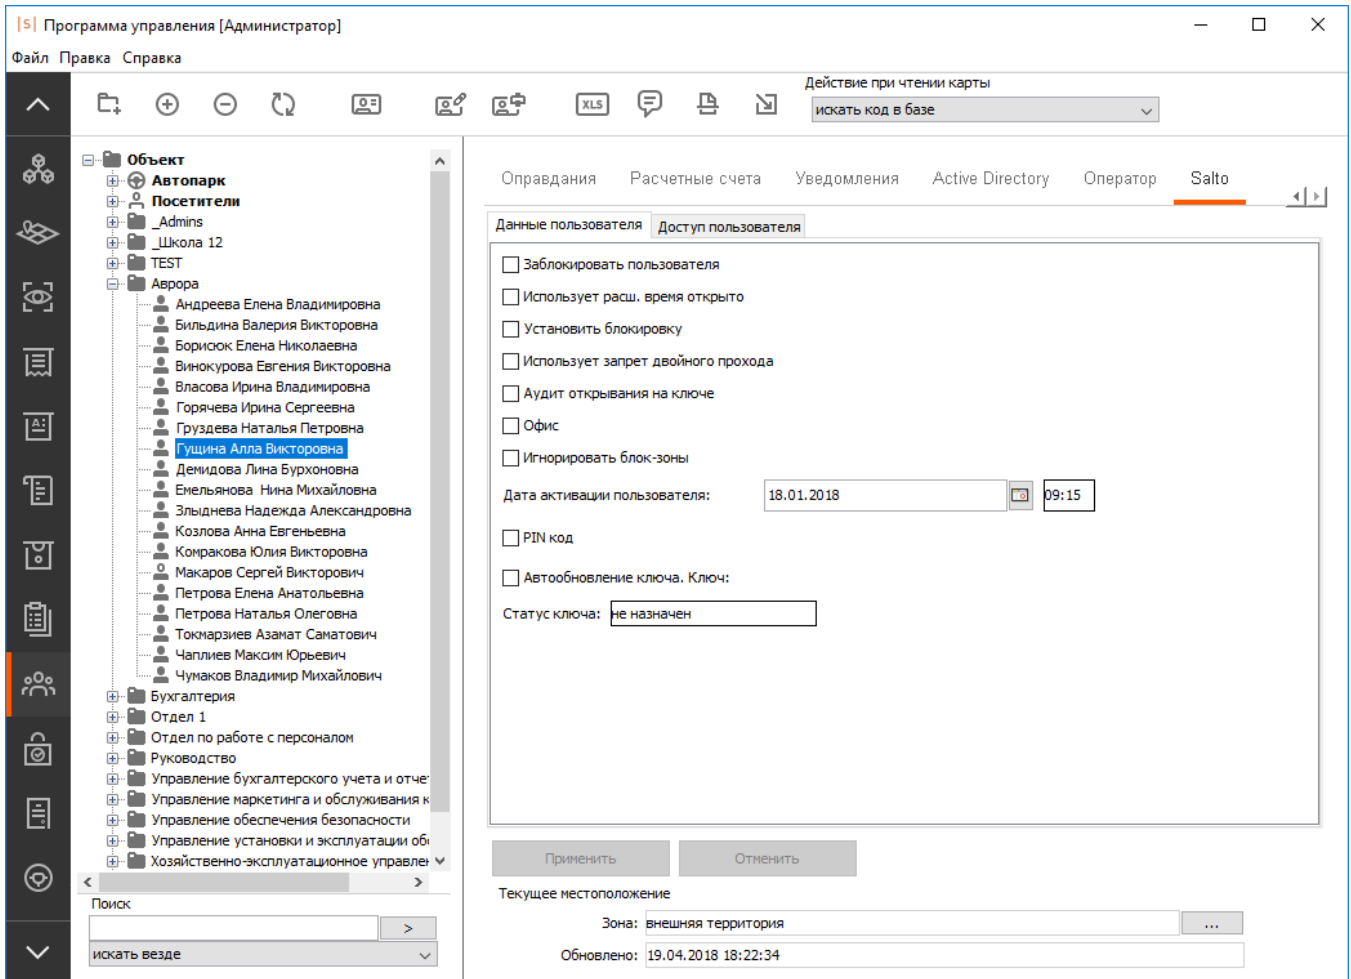 |S| Программа управления [Администратор]
Файл Правка Справка
Действие при чтении карты
XLS
искать код в базе
Объект
Автопарк
Посетители
_Admins
_Школа 12
TEST
Аврора
Андреева Елена Владимировна
Бильдина Валерия Викторовна
Борисюк Елена Николаевна
Винокурова Евгения Викторовна
Власова Ирина Владимировна
Горячева Ирина Сергеевна
Груздева Наталья Петровна
Гущина Алла Викторовна
Демидова Лина Бурхоновна
Емельянова Нина Михайловна
Злыднева Надежда Александровна
Козлова Анна Евгеньевна
Комракова Юлия Викторовна
Макаров Сергей Викторович
Петрова Елена Анатольевна
Петрова Наталья Олеговна
Токмарзиев Азамат Саматович
Чаплиев Максим Юрьевич
Чумаков Владимир Михайлович
Бухгалтерия
Отдел 1
Отдел по работе с персоналом
Руководство
Управление бухгалтерского учета и отче
Управление маркетинга и обслуживания к
Управление обеспечения безопасности
Управление установки и эксплуатации об
Хозяйственно-эксплуатационное управле
Поиск
>
искать везде
Оправдания Расчетные счета Уведомления Active Directory Оператор Salto
Данные пользователя Доступ пользователя
Заблокировать пользователя
Использует расш. время открыто
Установить блокировку
Использует запрет двойного прохода
Аудит открывания на ключе
Офис
Игнорировать блок-зоны
Дата активации пользователя: 18.01.2018 09:15
PIN код
Автообновление ключа. Ключ:
Статус ключа: не назначен
Применить Отменить
Текущее местоположение
Зона: внешняя территория ...
Обновлено: 19.04.2018 18:22:34